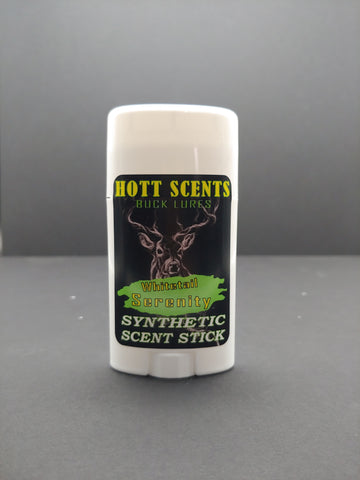 HOTT SCENTS
BUCK LURES
Whitetail
Serenity
SYNTHETIC
SCENT STICK